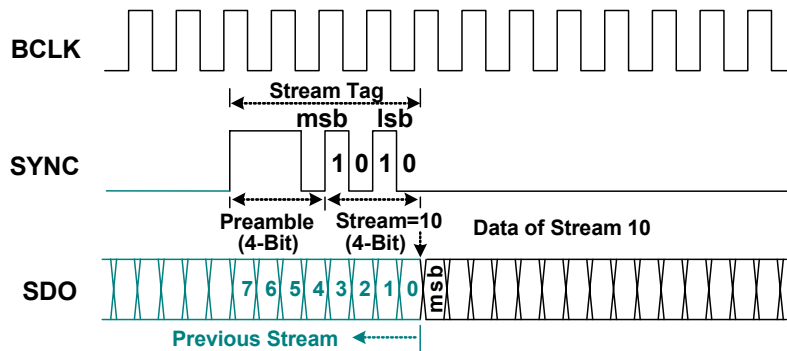 BCLK
Stream Tag
msb lsb
SYNC
1 0 1 0
Preamble
(4-Bit)
Stream=10
(4-Bit)
Data of Stream 10
SDO
7 6 5 4 3 2 1 0 msb
Previous Stream